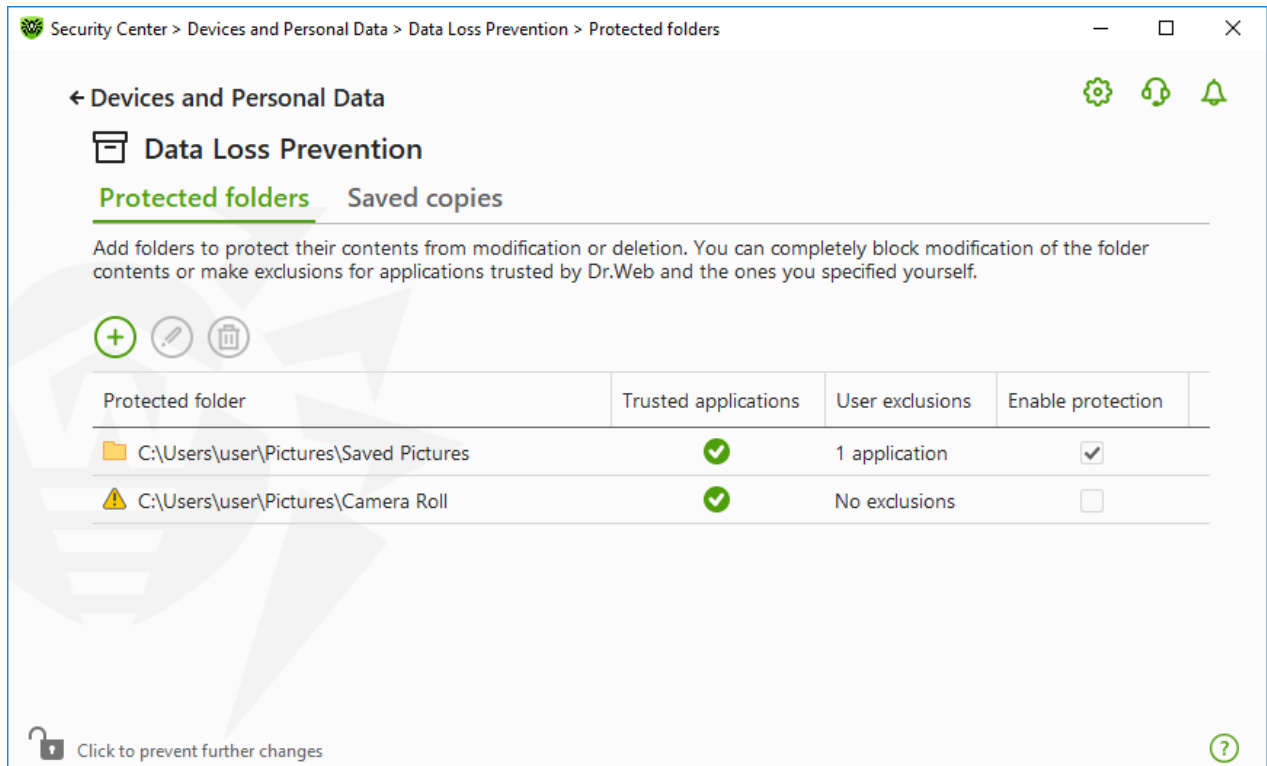 Security Center > Devices and Personal Data > Data Loss Prevention > Protected folders
Devices and Personal Data
Data Loss Prevention
Protected folders Saved copies
Add folders to protect their contents from modification or deletion. You can completely block modification of the folder
contents or make exclusions for applications trusted by Dr.Web and the ones you specified yourself.
Protected folder Trusted applications User exclusions Enable protection
C:\Users\user\Pictures\Saved Pictures 1 application
C:\Users\user\Pictures\Camera Roll No exclusions
Click to prevent further changes